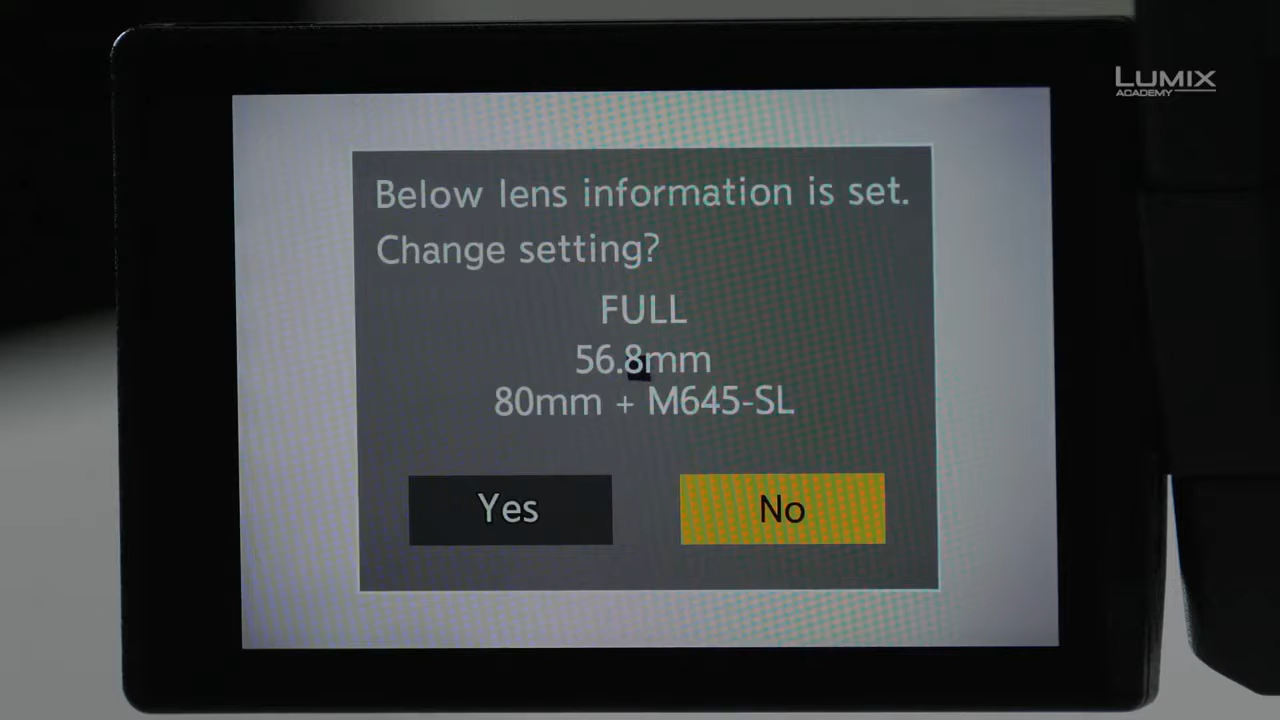 LUMIX
ACADEMY
Below lens information is set.
Change setting?
FULL
56.8mm
80mm + M645-SL
Yes
No